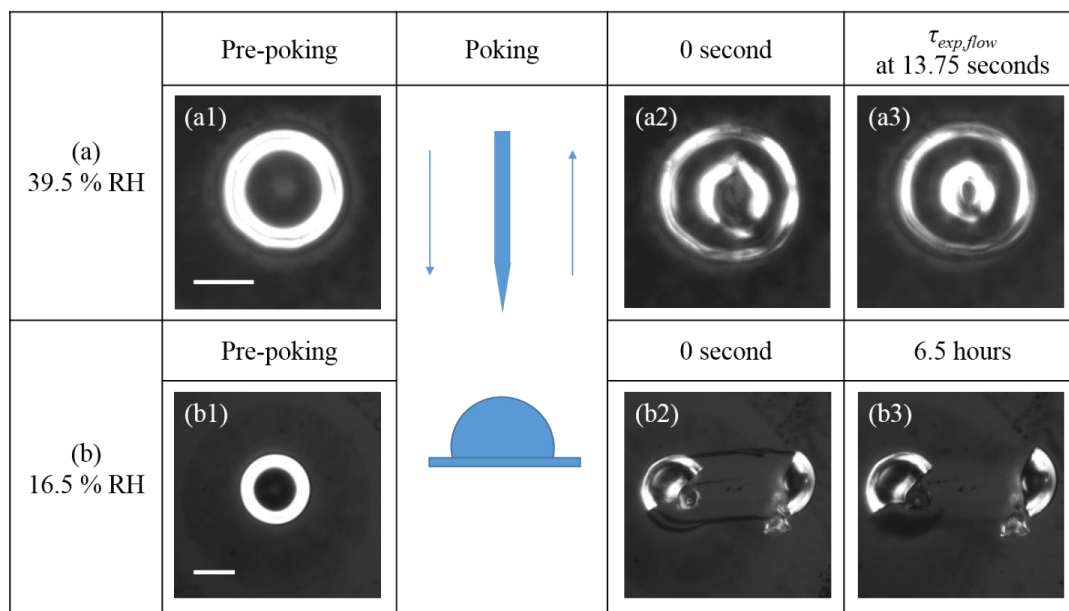 Pre-poking
Poking
0 second
τexp,flow
at 13.75 seconds
(a)
39.5 % RH
(a1)
(a2)
(a3)
Pre-poking
0 second
6.5 hours
(b)
16.5 % RH
(b1)
(b2)
(b3)